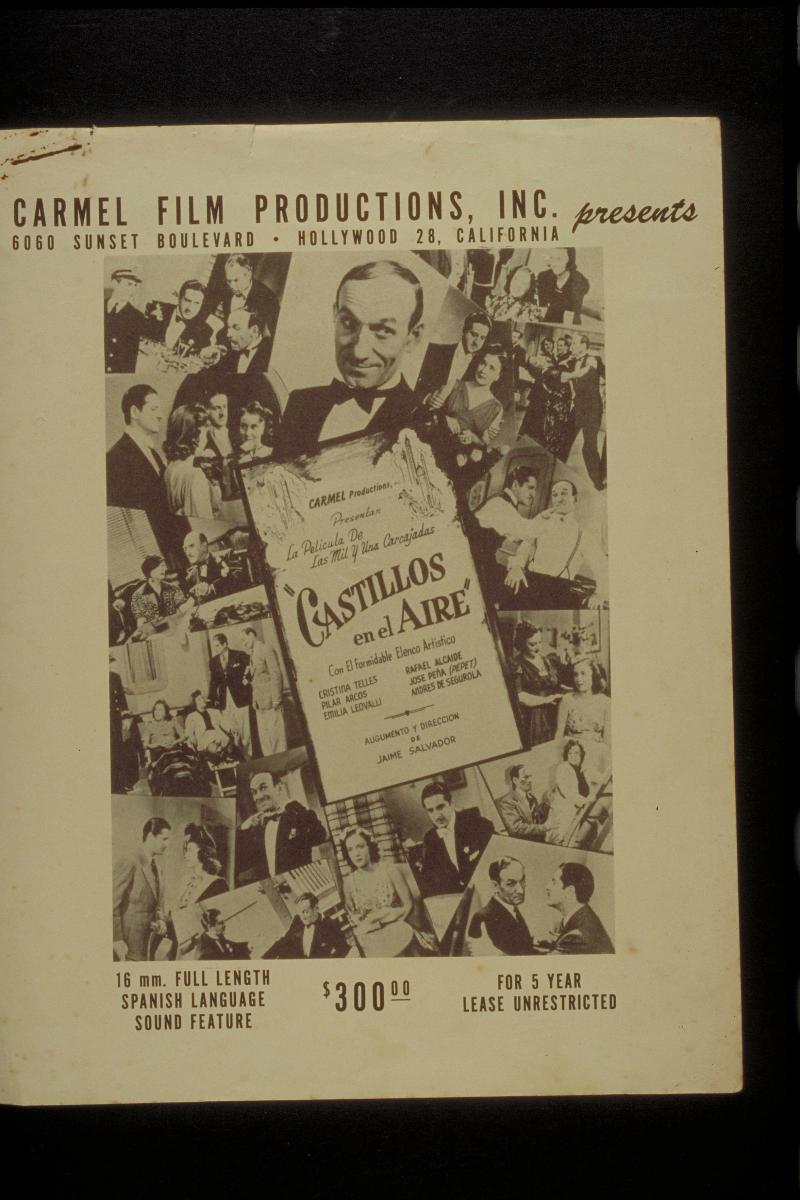 CARMEL FILM PRODUCTIONS, INC. presents
6060 SUNSET BOULEVARD • HOLLYWOOD 28, CALIFORNIA
CARMEL Productions, Inc.
Presentan
La Pelicula De
Las Mil Y Una Carcajadas
"CASTILLOS
en el AIRE"
Con El Formidable Elenco Artistico
CRISTINA TELLES
PILAR ARCOS
EMILIA LEOVALLI
RAFAEL ALCAIDE
JOSE PEÑA (PEPET)
ANDRES DE SEGUROLA
AUGUMENTO Y DIRECCION
DE
JAIME SALVADOR
16 mm. FULL LENGTH
SPANISH LANGUAGE
SOUND FEATURE
$300 00
FOR 5 YEAR
LEASE UNRESTRICTED